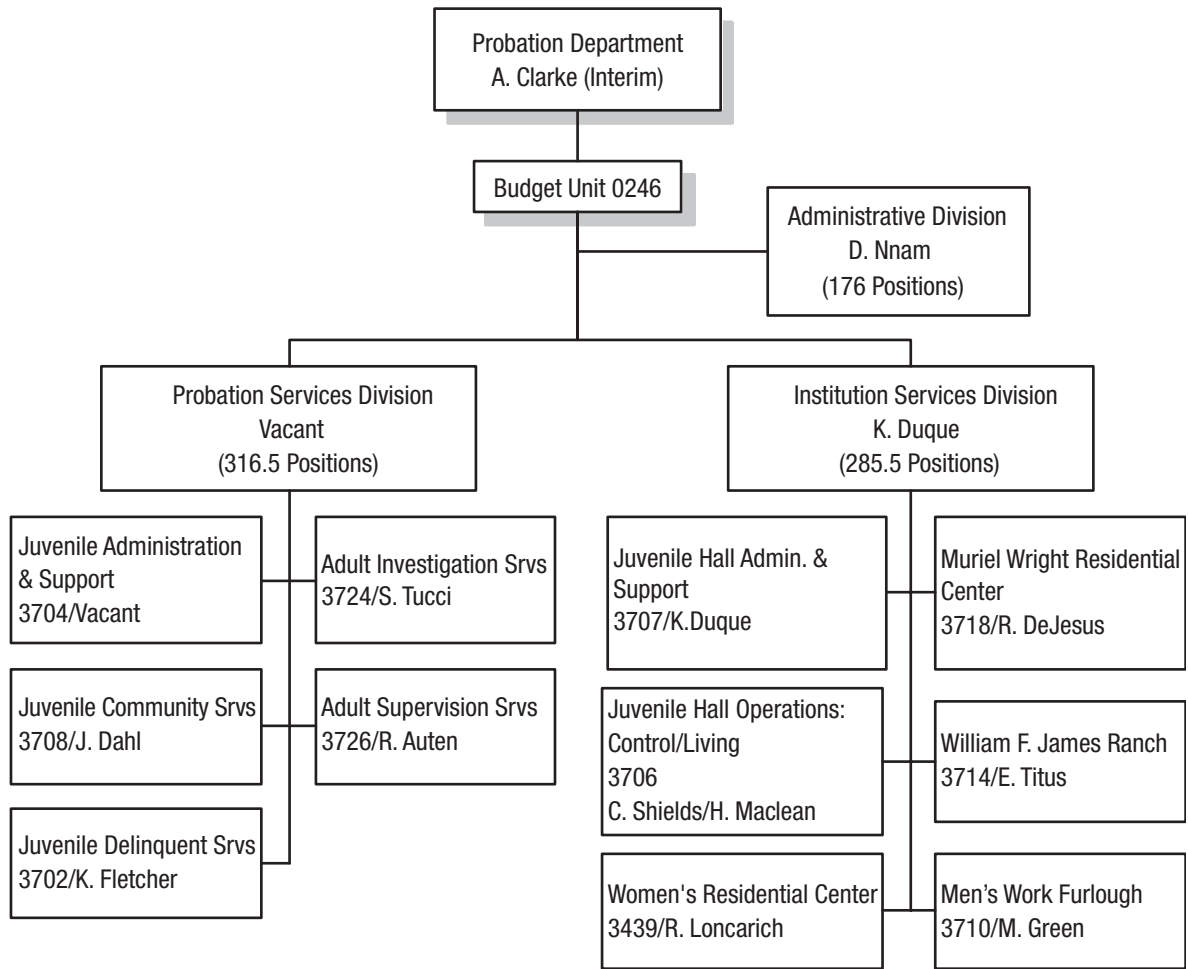 Probation Department
A. Clarke (Interim)
Budget Unit 0246
Administrative Division
D. Nnam
(176 Positions)
Probation Services Division
Vacant
(316.5 Positions)
Institution Services Division
K. Duque
(285.5 Positions)
Juvenile Administration
& Support
3704/Vacant
Adult Investigation Srvs
3724/S. Tucci
Juvenile Community Srvs
3708/J. Dahl
Adult Supervision Srvs
3726/R. Auten
Juvenile Delinquent Srvs
3702/K. Fletcher
Juvenile Hall Admin. &
Support
3707/K.Duque
Muriel Wright Residential
Center
3718/R. DeJesus
Juvenile Hall Operations:
Control/Living
3706
C. Shields/H. Maclean
William F. James Ranch
3714/E. Titus
Women's Residential Center
3439/R. Loncarich
Men’s Work Furlough
3710/M. Green